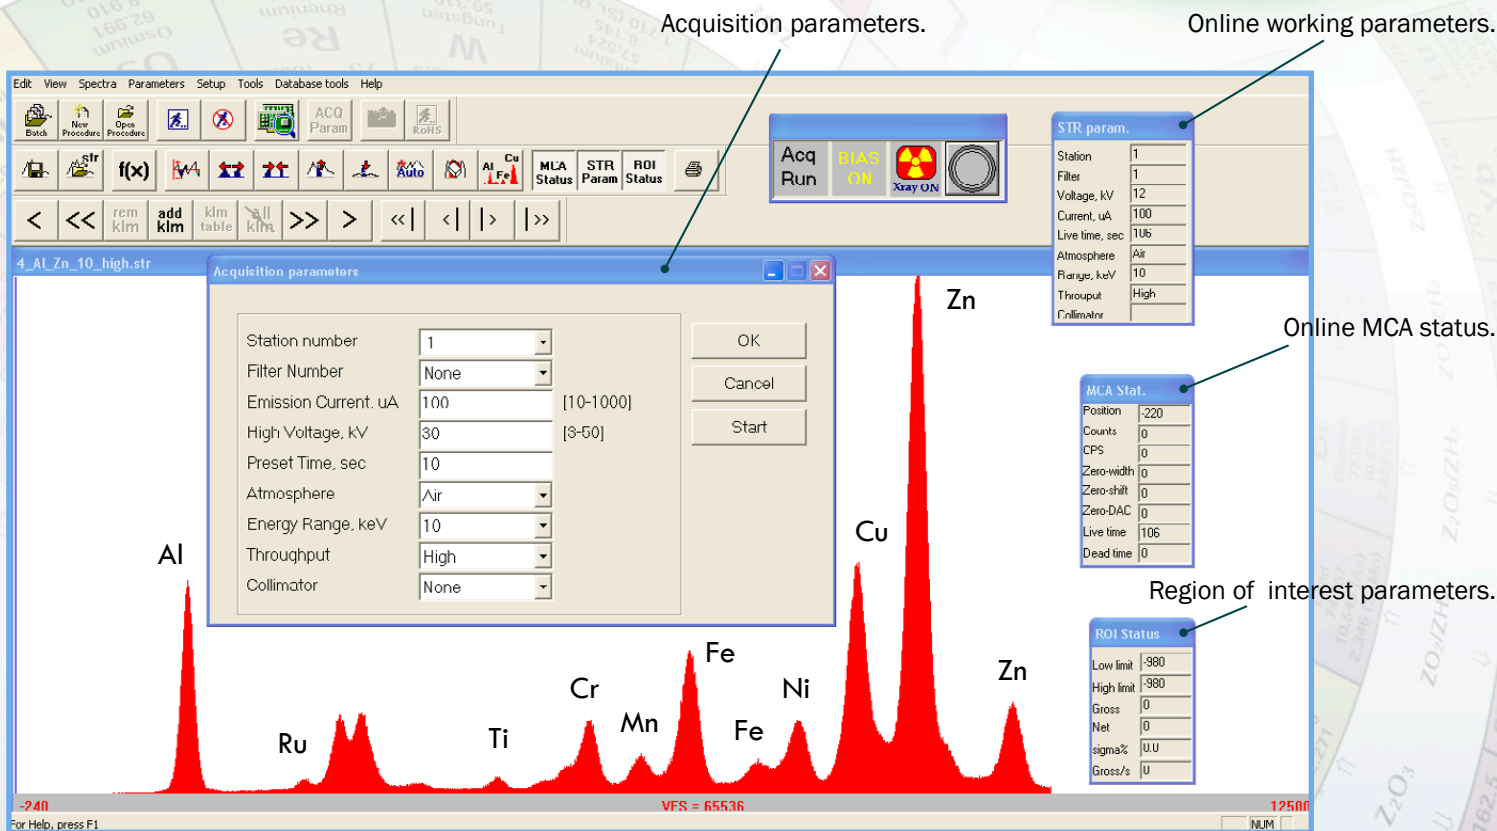 Acquisition parameters.
Online working parameters.
Edit View Spectra Parameters Setup Tools Database tools Help
Batch
New Procedure
Open Procedure
ACQ Param
RoHS
str
f(x)
Auto
Al Fe Cu
MCA Status
STR Param
ROI Status
< << rem klm add klm klm table all klm >> > <<| <| |> |>>
Acq Run
BIAS ON
Xray ON
STR param.
Station 1
Filter 1
Voltage, kV 12
Current, uA 100
Live time, sec 106
Atmosphere Air
Range, keV 10
Throuput High
Collimator
4_Al_Zn_10_high.str
Acquisition parameters
Station number 1
Filter Number None
Emission Current. uA 100 [10-1000]
High Voltage, kV 30 [3-50]
Preset Time, sec 10
Atmosphere Air
Energy Range, keV 10
Throughput High
Collimator None
OK
Cancel
Start
Online MCA status.
MCA Stat.
Position -220
Counts 0
CPS 0
Zero-width 0
Zero-shift 0
Zero-DAC 0
Live time 106
Dead time 0
Region of interest parameters.
ROI Status
Low limit -980
High limit -980
Gross 0
Net 0
sigma% 0.0
Gross/s 0
Al
Ru
Ti
Cr
Mn
Fe
Fe
Ni
Cu
Zn
Zn
-240
VFS = 65536
12500
For Help, press F1
NUM